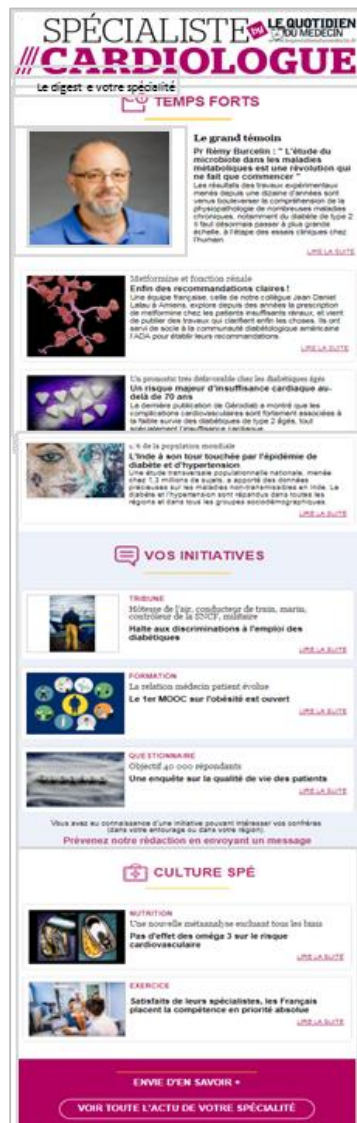 SPÉCIALISTE by LE QUOTIDIEN
DU MÉDECIN
///CARDIOLOGUE
Le digest e votre spécialité
TEMPS FORTS
Le grand témoin
Pr Rémy Burcelin : " L'étude du
microbiote dans les maladies
métaboliques est une révolution qui
ne fait que commencer "
Les résultats des travaux expérimentaux
menés depuis une dizaine d'années sont
venus bouleverser la compréhension de la
physiopathologie de nombreuses maladies
chroniques, notamment du diabète de type 2
Il faut désormais passer à plus grande
échelle, à l'étape des essais cliniques chez
l'humain.
LIRE LA SUITE
Metformine et fonction rénale
Enfin des recommandations claires !
Une équipe française, celle de notre collègue Jean Daniel
Lalau à Amiens, explore depuis des années la prescription
de metformine chez les patients insuffisants rénaux, et vient
de publier des travaux qui clarifient enfin les choses. Ils ont
servi de socle à la communauté diabétologique américaine
l'ADA pour établir leurs recommandations.
LIRE LA SUITE
Un pronostic très défavorable chez les diabétiques âgés
Un risque majeur d'insuffisance cardiaque au-
delà de 70 ans
La dernière publication de Gérodiab a montré que les
complications cardiovasculaires sont fortement associées à
la faible survie des diabétiques de type 2 âgés, tout
spécialement l'insuffisance cardiaque.
% de la population mondiale
L'Inde à son tour touchée par l'épidémie de
diabète et d'hypertension
Une étude transversale populationnelle nationale, menée
chez 1,3 millions de sujets, a apporté des données
précieuses sur les maladies non-transmissibles en Inde. Le
diabète et l'hypertension sont répandus dans toutes les
régions et dans tous les groupes sociodémographiques.
LIRE LA SUITE
VOS INITIATIVES
TRIBUNE
Hôtesse de l'air, conducteur de train, marin,
contrôleur de la SNCF, militaire
Halte aux discriminations à l'emploi des
diabétiques
LIRE LA SUITE
FORMATION
La relation médecin patient évolue
Le 1er MOOC sur l'obésité est ouvert
LIRE LA SUITE
QUESTIONNAIRE
Objectif 40 000 répondants
Une enquête sur la qualité de vie des patients
LIRE LA SUITE
Vous avez eu connaissance d'une initiative pouvant intéresser vos confrères
(dans votre entourage ou dans votre région).
Prévenez notre rédaction en envoyant un message
CULTURE SPÉ
NUTRITION
Une nouvelle métaanalyse excluant tous les biais
Pas d'effet des oméga 3 sur le risque
cardiovasculaire
LIRE LA SUITE
EXERCICE
Satisfaits de leurs spécialistes, les Français
placent la compétence en priorité absolue
LIRE LA SUITE
ENVIE D'EN SAVOIR +
VOIR TOUTE L'ACTU DE VOTRE SPÉCIALITÉ